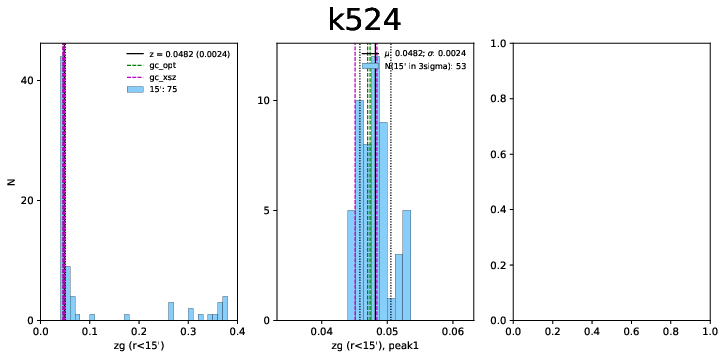 k524
z = 0.0482 (0.0024)
gc_opt
gc_xsz
15': 75
N
40
20
0
0.0 0.1 0.2 0.3 0.4
zg (r<15')
μ: 0.0482; σ: 0.0024
N(15' in 3sigma): 53
10
5
0
0.04 0.05 0.06
zg (r<15'), peak1
1.0
0.8
0.6
0.4
0.2
0.0
0.0 0.2 0.4 0.6 0.8 1.0